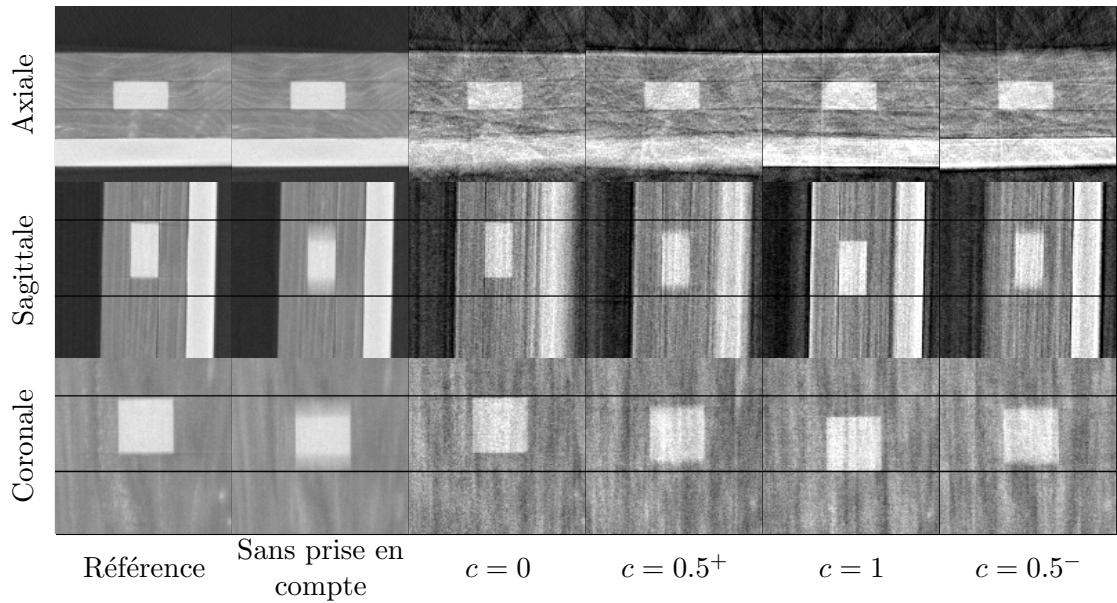 Axiale
Sagittale
Coronale
Référence
Sans prise en
compte
c = 0
c = 0.5⁺
c = 1
c = 0.5⁻